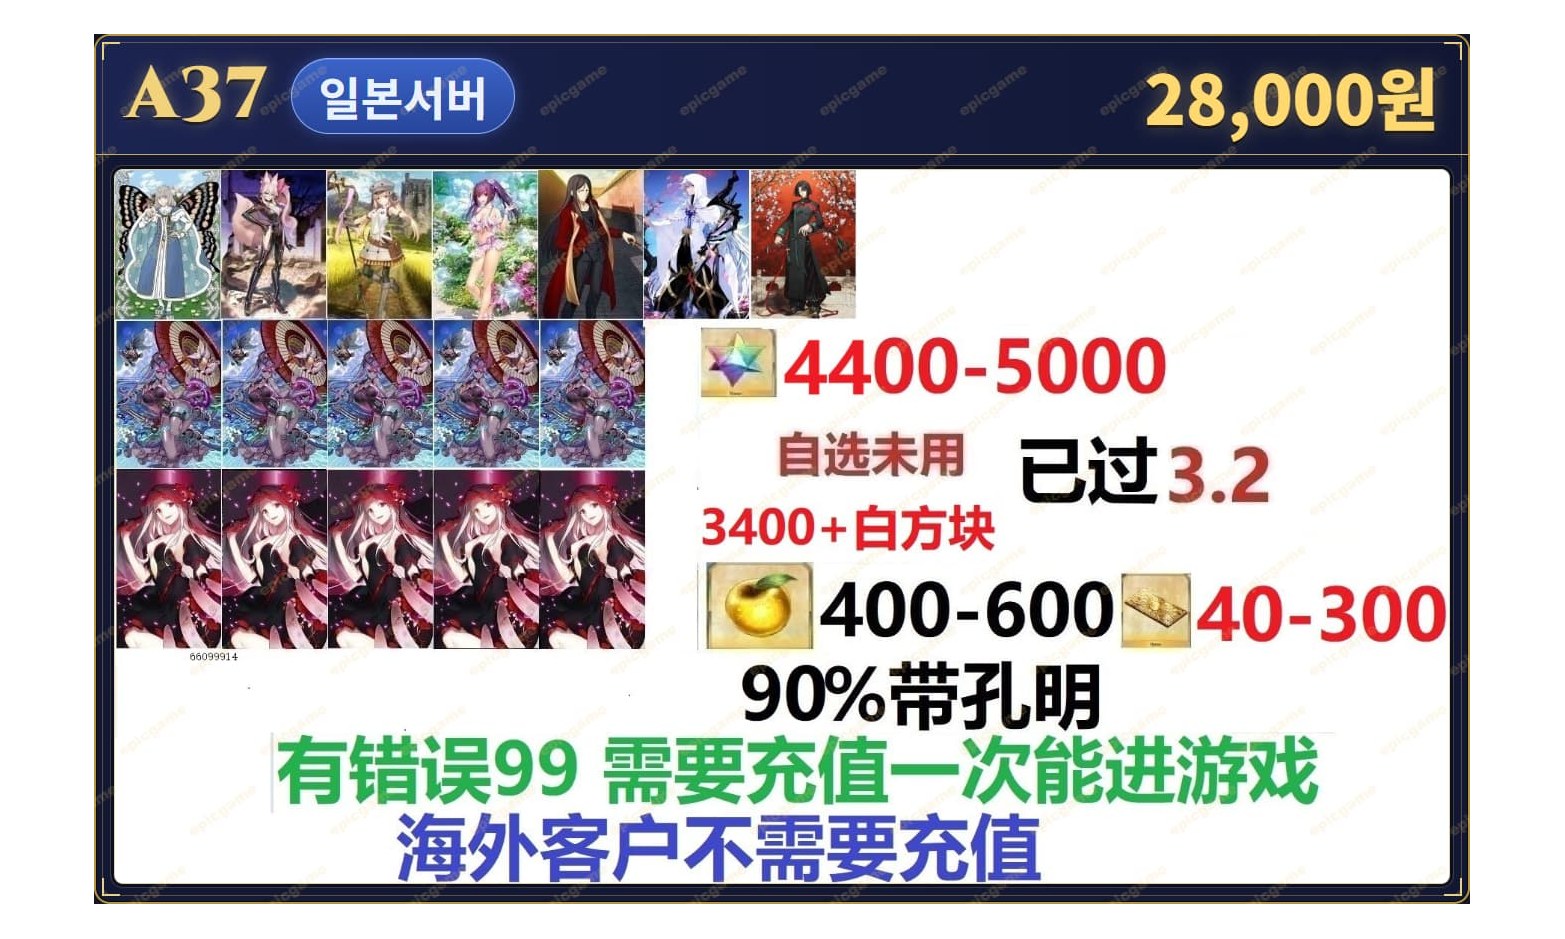 A37 일본서버 28,000원
4400-5000
自选未用 已过3.2
3400+白方块
400-600 40-300
66099914
90%带孔明
有错误99 需要充值一次能进游戏
海外客户不需要充值
epicgame